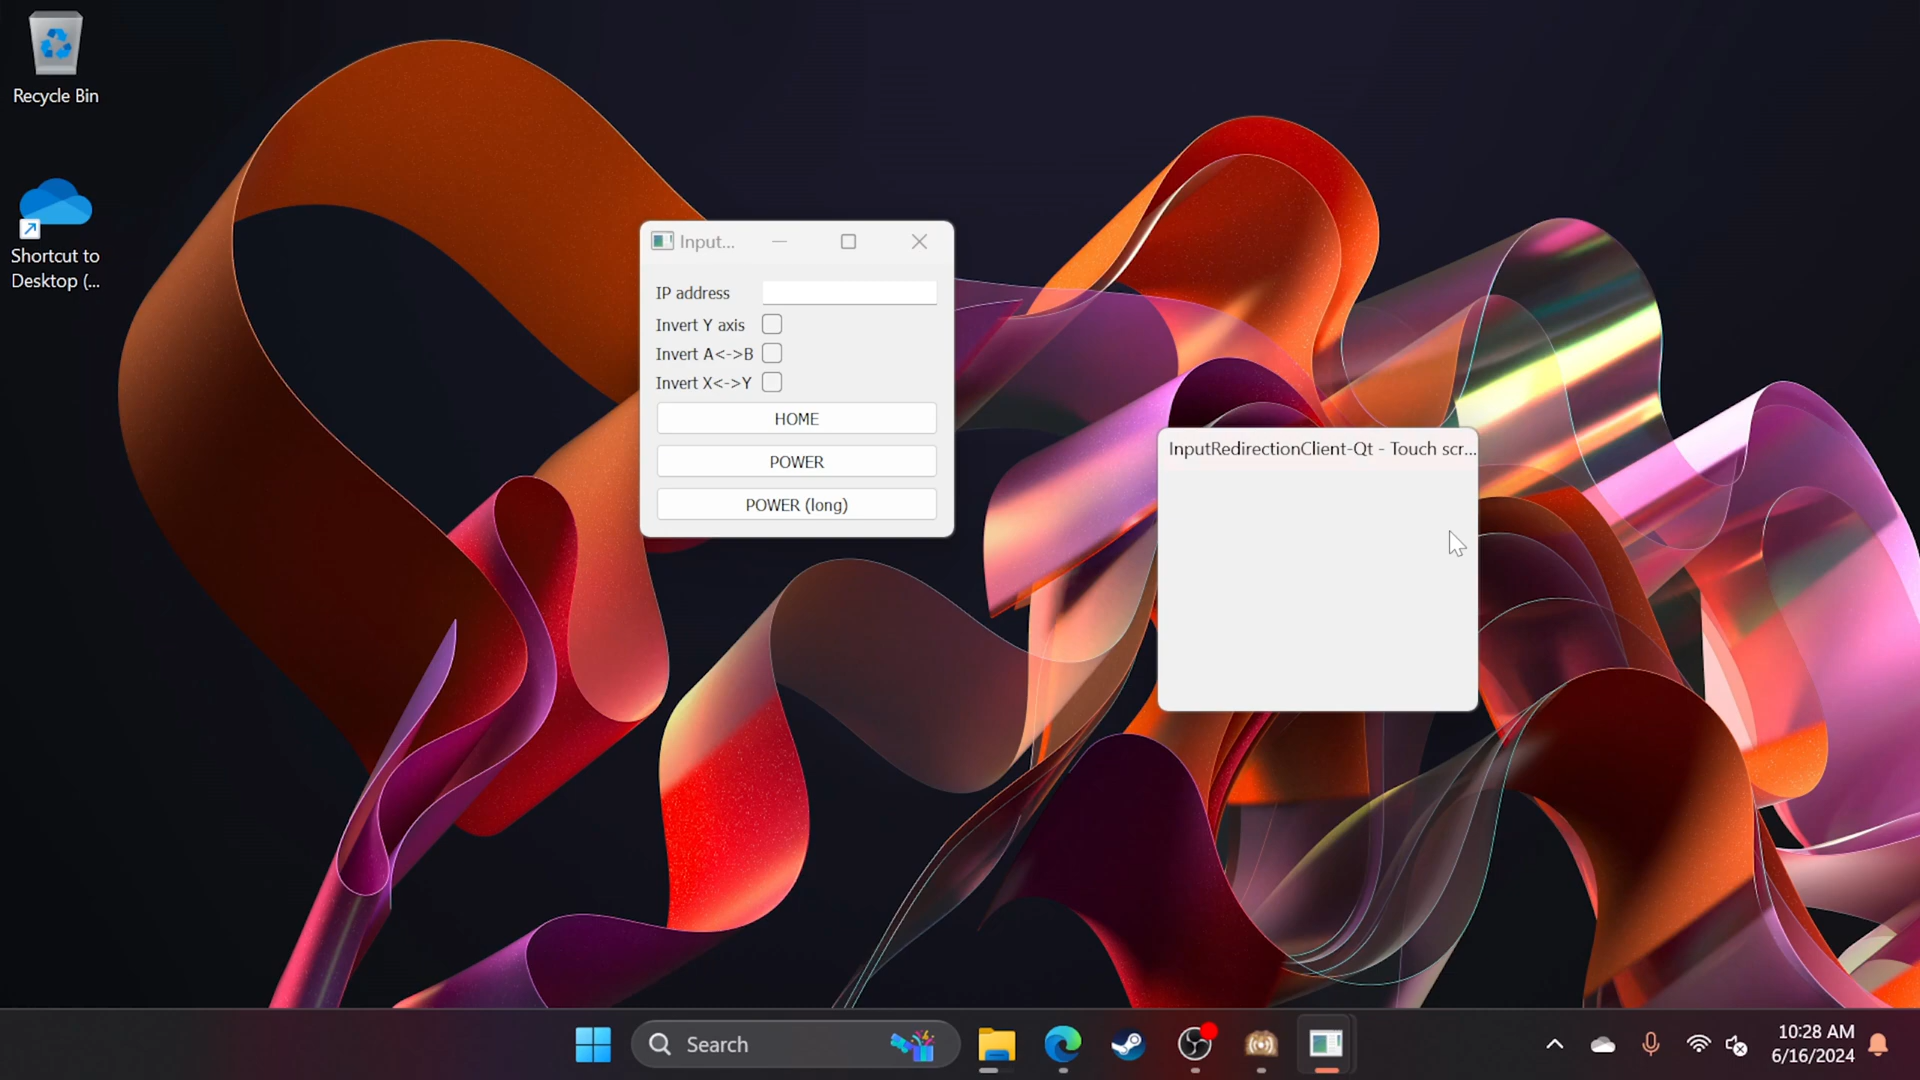 Recycle Bin
Shortcut to
Desktop (...
Input...
IP address
Invert Y axis
Invert A<->B
Invert X<->Y
HOME
POWER
POWER (long)
InputRedirectionClient-Qt - Touch scr...
Search
10:28 AM
6/16/2024